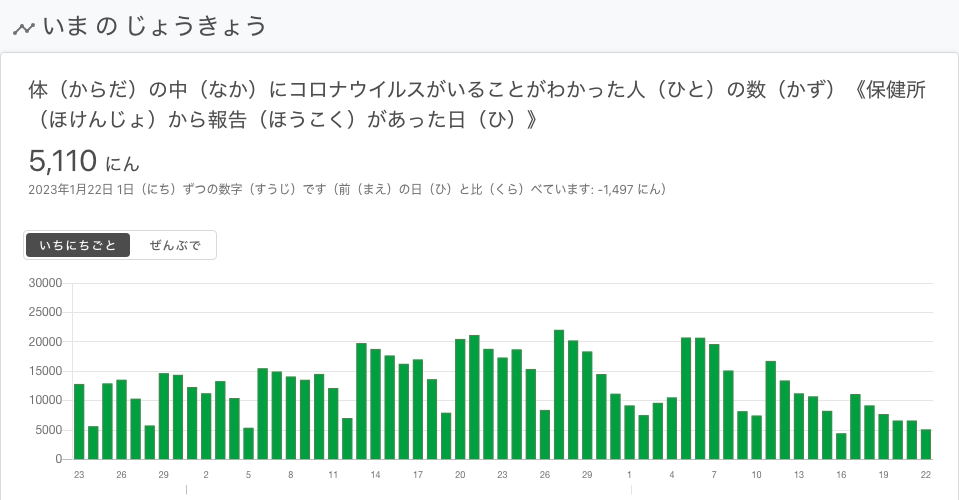 いま の じょうきょう
体（からだ）の中（なか）にコロナウイルスがいることがわかった人（ひと）の数（かず）《保健所
（ほけんじょ）から報告（ほうこく）があった日（ひ）》
5,110 にん
2023年1月22日 1日（にち）ずつの数字（すうじ）です（前（まえ）の日（ひ）と比（くら）べています: -1,497 にん）
いちにちごと ぜんぶで
30000
25000
20000
15000
10000
5000
0
23 26 29 2 5 8 11 14 17 20 23 26 29 1 4 7 10 13 16 19 22